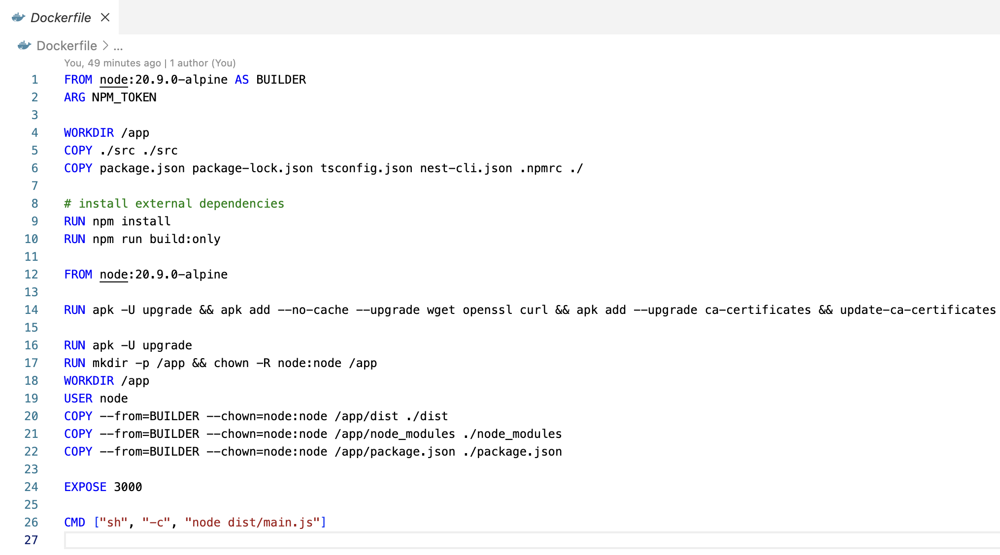 Dockerfile
Dockerfile > ...
You, 49 minutes ago | 1 author (You)
1 FROM node:20.9.0-alpine AS BUILDER
2 ARG NPM_TOKEN
3
4 WORKDIR /app
5 COPY ./src ./src
6 COPY package.json package-lock.json tsconfig.json nest-cli.json .npmrc ./
7
8 # install external dependencies
9 RUN npm install
10 RUN npm run build:only
11
12 FROM node:20.9.0-alpine
13
14 RUN apk -U upgrade && apk add --no-cache --upgrade wget openssl curl && apk add --upgrade ca-certificates && update-ca-certificates
15
16 RUN apk -U upgrade
17 RUN mkdir -p /app && chown -R node:node /app
18 WORKDIR /app
19 USER node
20 COPY --from=BUILDER --chown=node:node /app/dist ./dist
21 COPY --from=BUILDER --chown=node:node /app/node_modules ./node_modules
22 COPY --from=BUILDER --chown=node:node /app/package.json ./package.json
23
24 EXPOSE 3000
25
26 CMD ["sh", "-c", "node dist/main.js"]
27